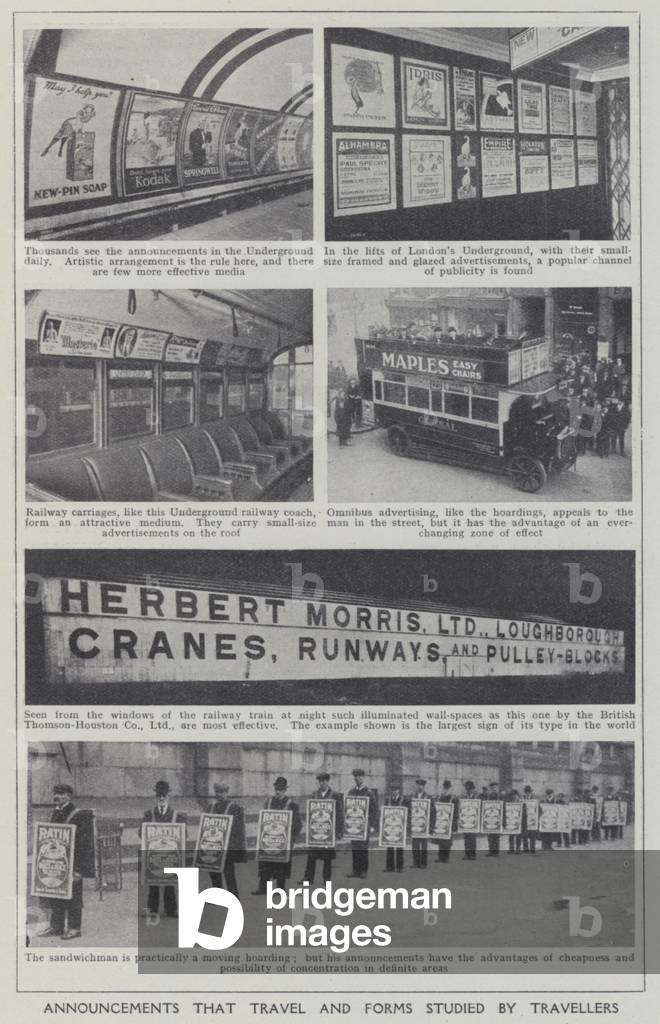 May I help you?
NEW-PIN SOAP
Kodak
SPRINGWELL
IRDIS
ALHAMBRA
PAUL SPECHT
EMPIRE
NEW
Thousands see the announcements in the Underground
daily. Artistic arrangement is the rule here, and there
are few more effective media
In the lifts of London's Underground, with their small-
size framed and glazed advertisements, a popular channel
of publicity is found
MAPLES EASY
CHAIRS
GENERAL
Railway carriages, like this Underground railway coach,
form an attractive medium. They carry small-size
advertisements on the roof
Omnibus advertising, like the hoardings, appeals to the
man in the street, but it has the advantage of an ever-
changing zone of effect
HERBERT MORRIS, LTD., LOUGHBOROUGH
CRANES, RUNWAYS, AND PULLEY-BLOCKS
Seen from the windows of the railway train at night such illuminated wall-spaces as this one by the British
Thomson-Houston Co., Ltd., are most effective. The example shown is the largest sign of its type in the world
RATIN
RATIN
RATIN
RATIN
RATIN
RATIN
RATIN
bridgeman
images
The sandwichman is practically a moving hoarding; but his announcements have the advantages of cheapness and
possibility of concentration in definite areas
ANNOUNCEMENTS THAT TRAVEL AND FORMS STUDIED BY TRAVELLERS